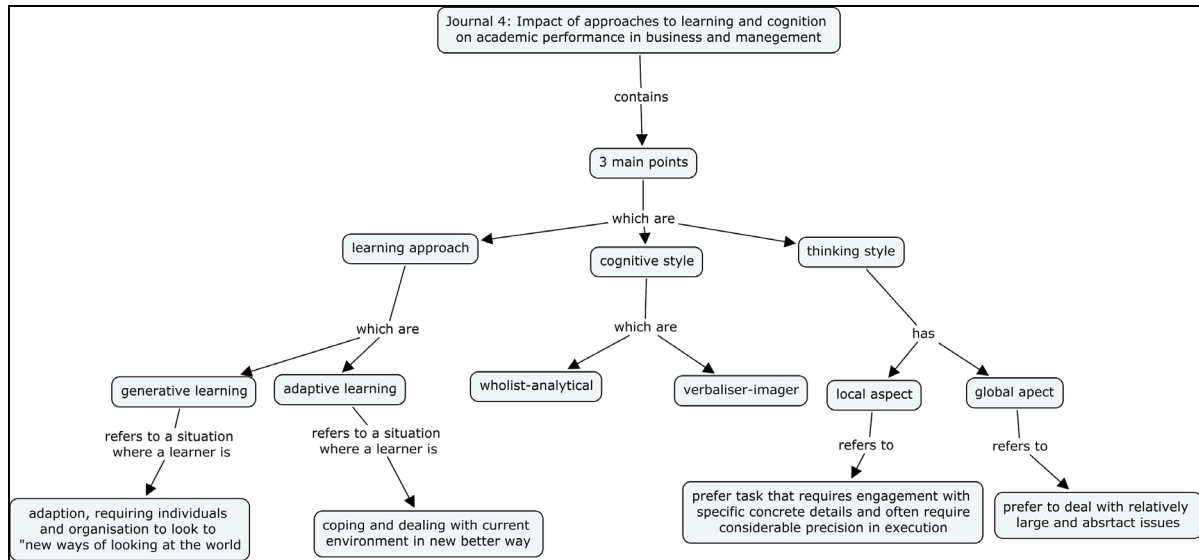 Journal 4: Impact of approaches to learning and cognition
on academic performance in business and manegement
contains
3 main points
which are
learning approach
cognitive style
thinking style
which are
which are
has
generative learning
adaptive learning
wholist-analytical
verbaliser-imager
local aspect
global apect
refers to a situation
where a learner is
refers to a situation
where a learner is
refers to
refers to
adaption, requiring individuals
and organisation to look to
"new ways of looking at the world
coping and dealing with current
environment in new better way
prefer task that requires engagement with
specific concrete details and often require
considerable precision in execution
prefer to deal with relatively
large and absrtact issues